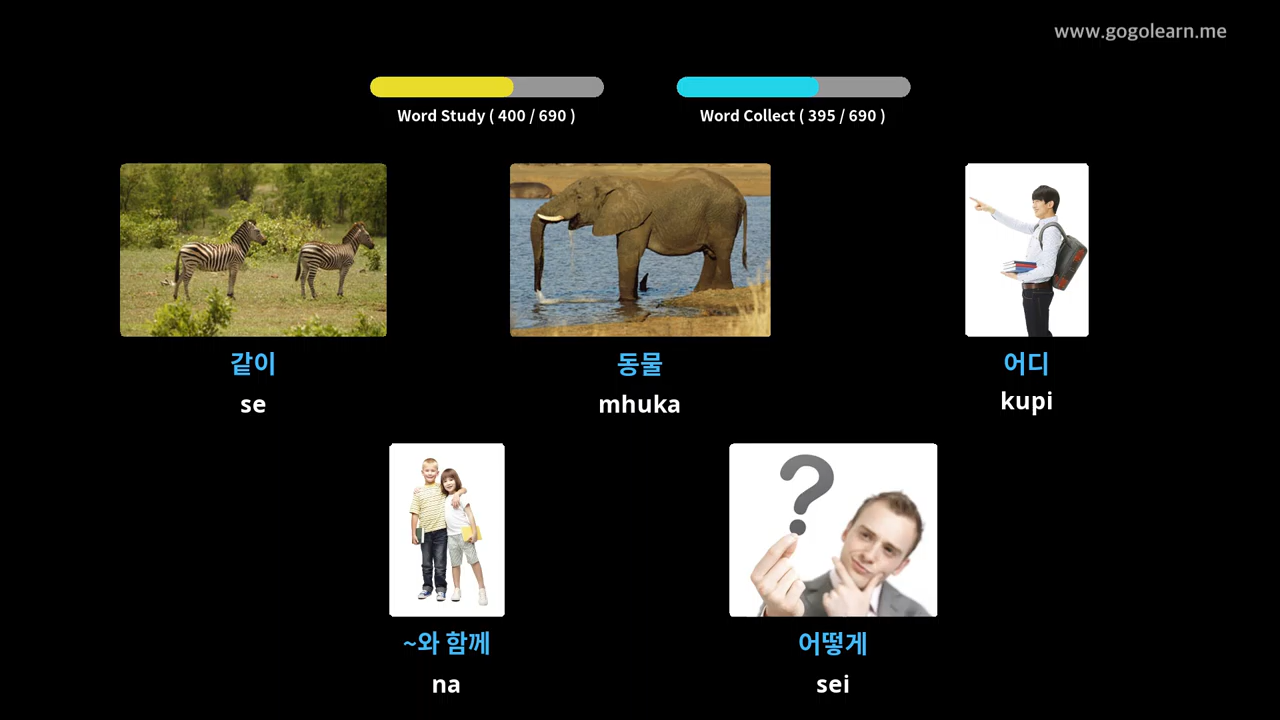 www.gogolearn.me
Word Study ( 400 / 690 )
Word Collect ( 395 / 690 )
같이
se
동물
mhuka
어디
kupi
~와 함께
na
어떻게
sei